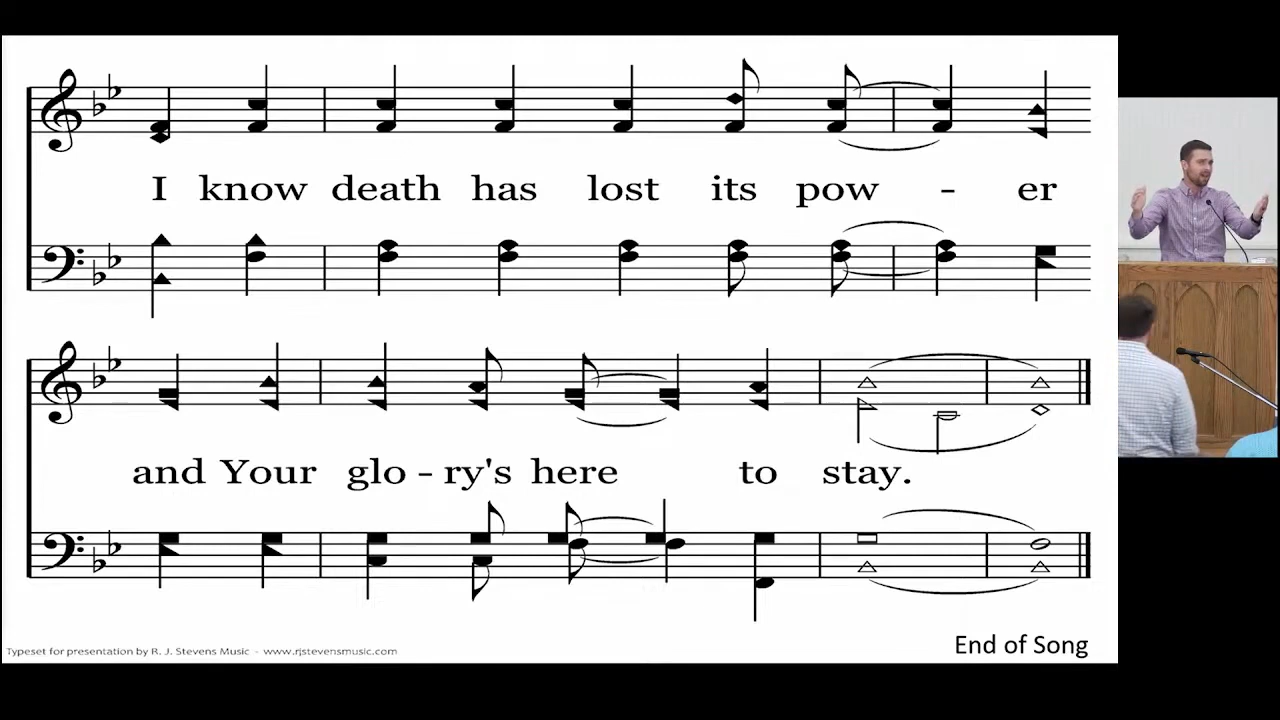 I know death has lost its pow - er
and Your glo - ry's here to stay.
Typeset for presentation by R. J. Stevens Music - www.rjstevensmusic.com
End of Song